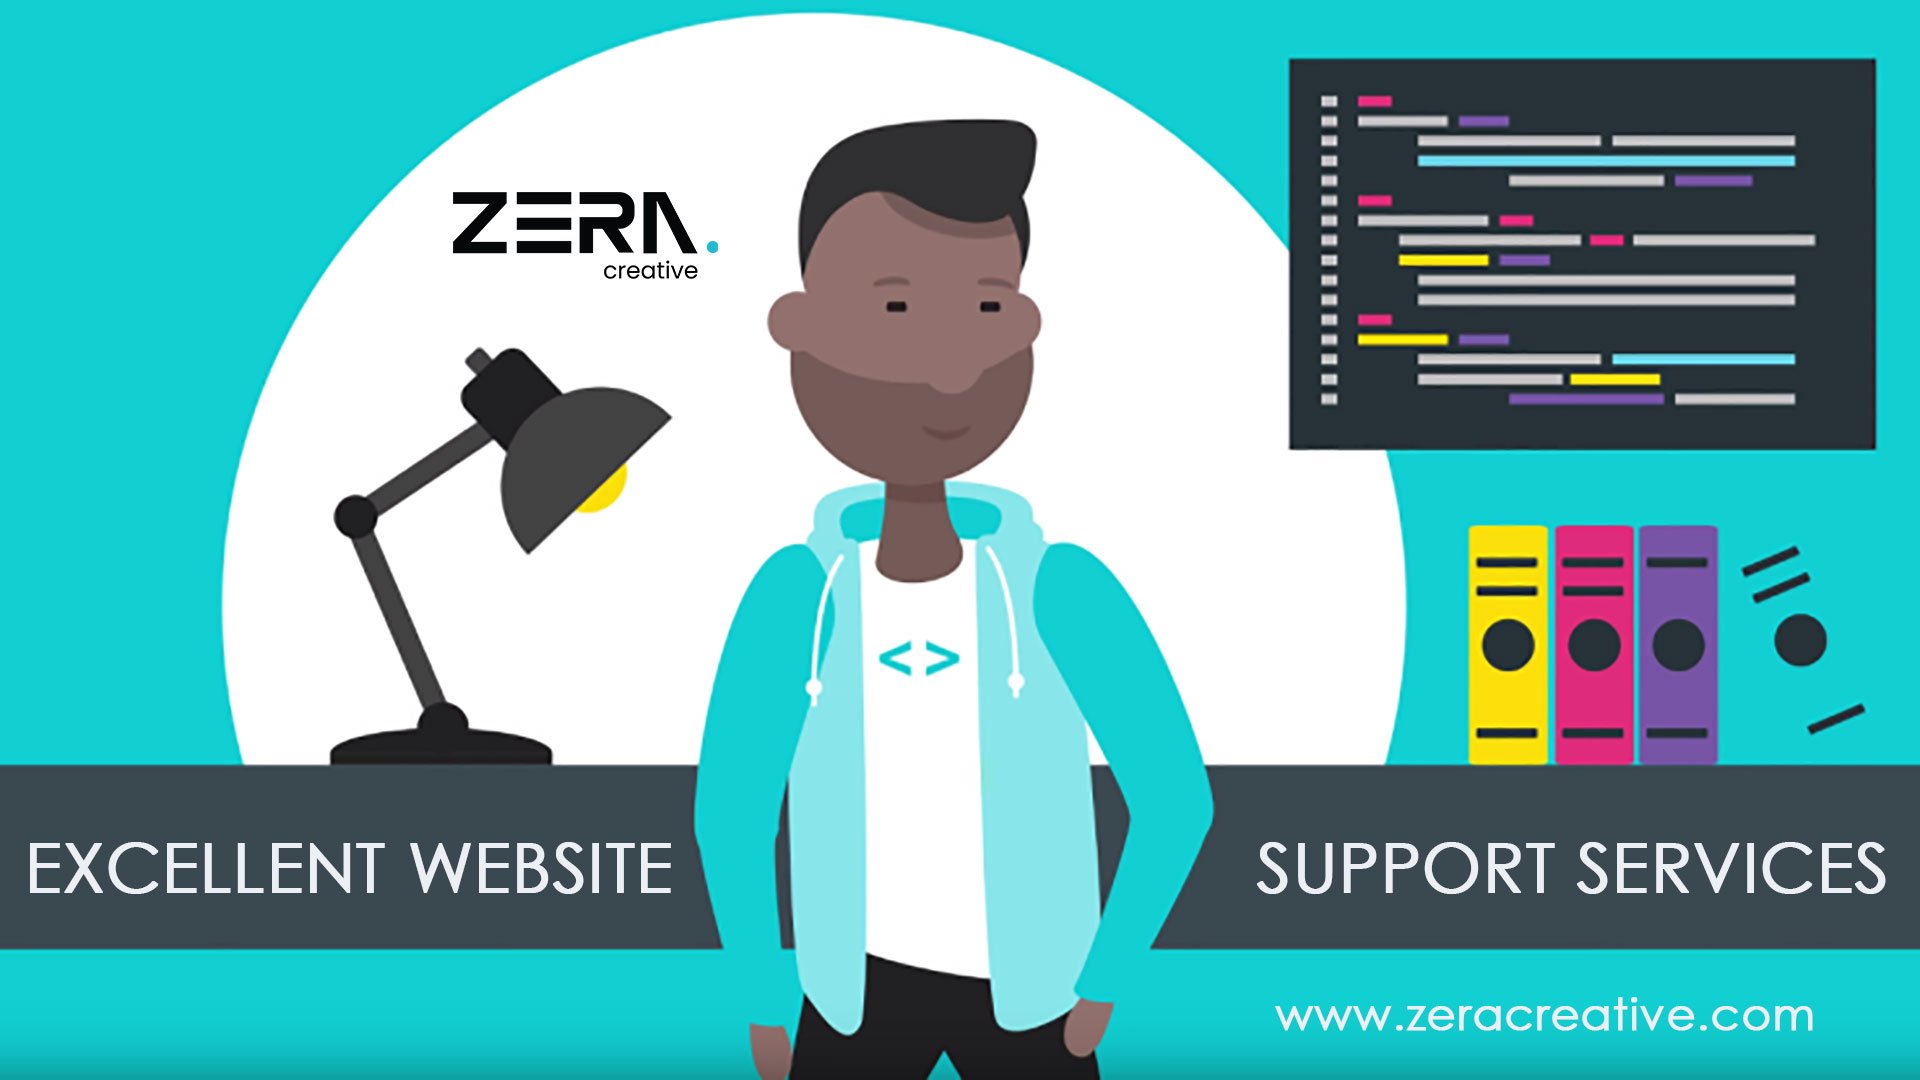 ZERA.
creative
< >
EXCELLENT WEBSITE
SUPPORT SERVICES
www.zeracreative.com